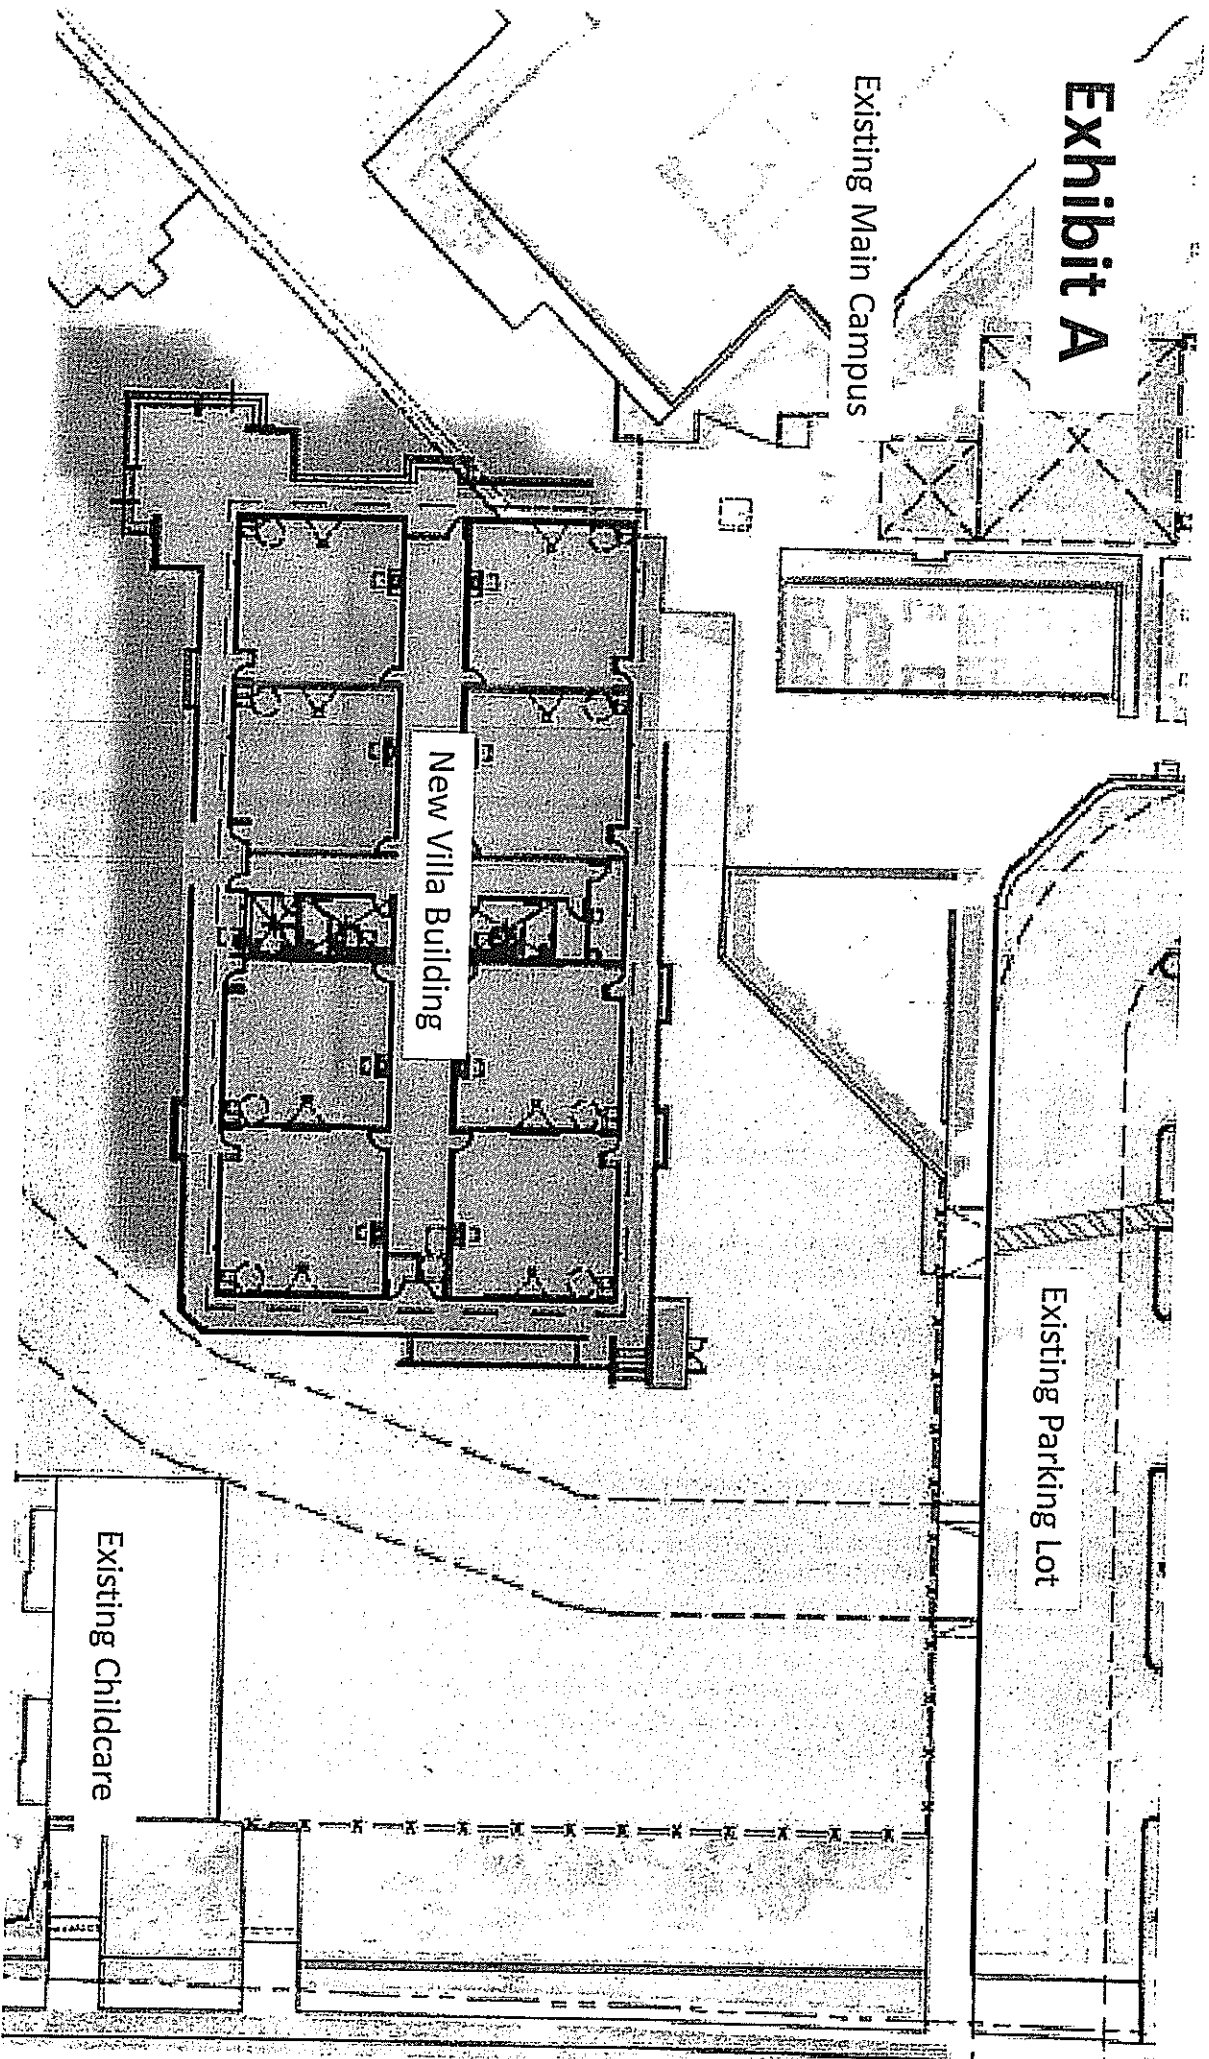 Exhibit A
Existing Main Campus
Existing Parking Lot
New Villa Building
Existing Childcare